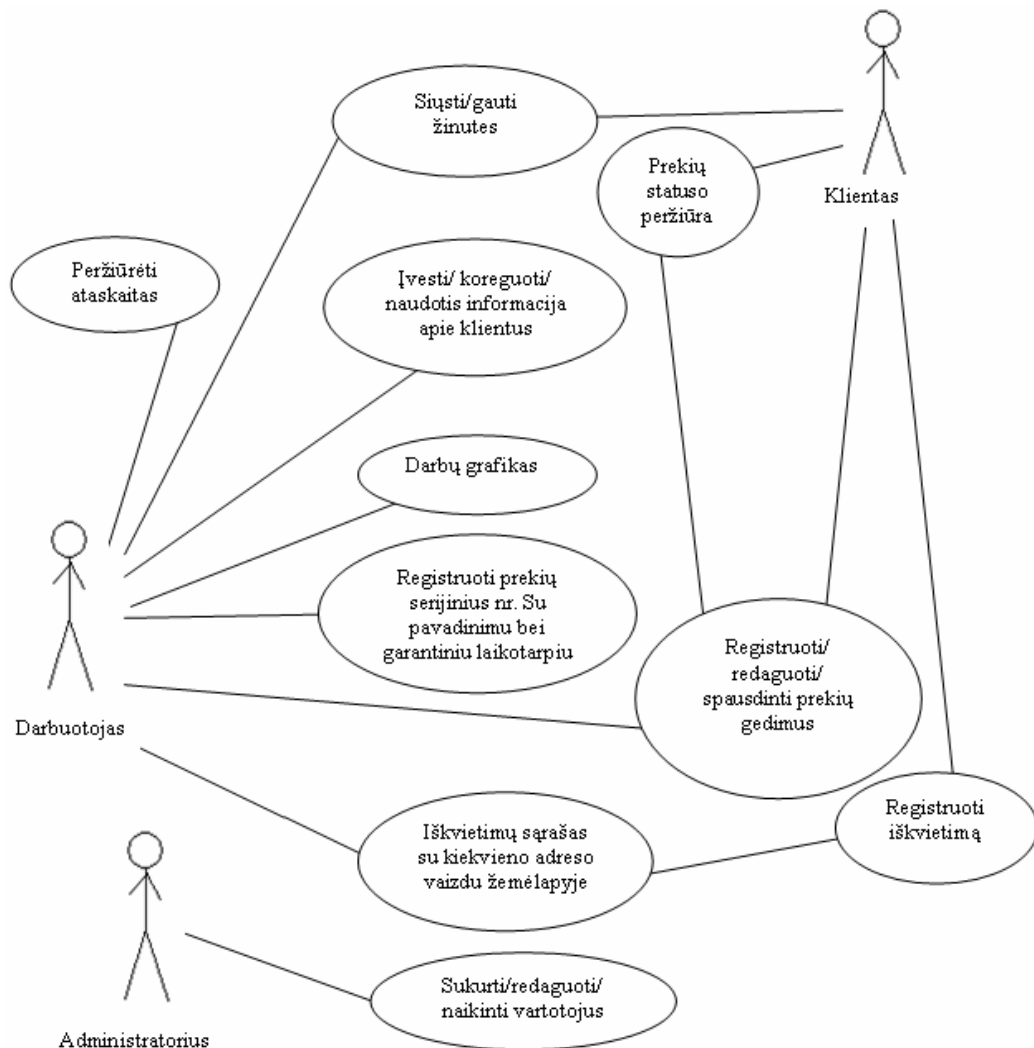 Siųsti/gauti
žinutes
Prekių
statuso
peržiūra
Klientas
Peržiūrėti
ataskaitas
Įvesti/ koreguoti/
naudotis informacija
apie klientus
Darbų grafikas
Registruoti prekių
serijinius nr. Su
pavadinimu bei
garantiniu laikotarpiu
Registruoti/
redaguoti/
spausdinti prekių
gedimus
Darbuotojas
Registruoti
iškvietimą
Iškvietimų sąrašas
su kiekvieno adreso
vaizdu žemėlapyje
Sukurti/redaguoti/
naikinti vartotojus
Administratorius